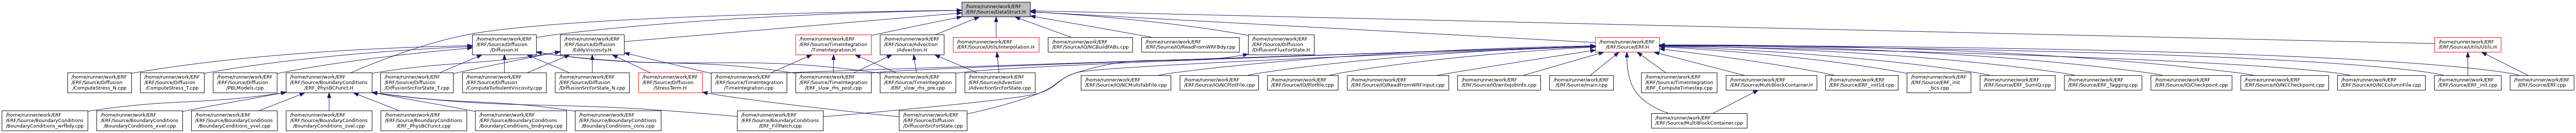 /home/runner/work/ERF
/ERF/Source/DataStruct.H
/home/runner/work/ERF
/ERF/Source/Diffusion
/Diffusion.H
/home/runner/work/ERF
/ERF/Source/Diffusion
/EddyViscosity.H
/home/runner/work/ERF
/ERF/Source/TimeIntegration
/TimeIntegration.H
/home/runner/work/ERF
/ERF/Source/Advection
/Advection.H
/home/runner/work/ERF
/ERF/Source/Utils/Interpolation.H
/home/runner/work/ERF
/ERF/Source/IO/NCBuildFABs.cpp
/home/runner/work/ERF
/ERF/Source/IO/ReadFromWRFBdy.cpp
/home/runner/work/ERF
/ERF/Source/Diffusion
/DiffusionFluxForState.H
/home/runner/work/ERF
/ERF/Source/ERF.H
/home/runner/work/ERF
/ERF/Source/Utils/Utils.H
/home/runner/work/ERF
/ERF/Source/Diffusion
/ComputeStress_N.cpp
/home/runner/work/ERF
/ERF/Source/Diffusion
/ComputeStress_T.cpp
/home/runner/work/ERF
/ERF/Source/Diffusion
/PBLModels.cpp
/home/runner/work/ERF
/ERF/Source/BoundaryConditions
/ERF_PhysBCFunct.H
/home/runner/work/ERF
/ERF/Source/Diffusion
/DiffusionSrcForState_T.cpp
/home/runner/work/ERF
/ERF/Source/Diffusion
/ComputeTurbulentViscosity.cpp
/home/runner/work/ERF
/ERF/Source/Diffusion
/DiffusionSrcForState_N.cpp
/home/runner/work/ERF
/ERF/Source/Diffusion
/StressTerm.H
/home/runner/work/ERF
/ERF/Source/TimeIntegration
/TimeIntegration.cpp
/home/runner/work/ERF
/ERF/Source/TimeIntegration
/ERF_slow_rhs_post.cpp
/home/runner/work/ERF
/ERF/Source/TimeIntegration
/ERF_slow_rhs_pre.cpp
/home/runner/work/ERF
/ERF/Source/Advection
/AdvectionSrcForState.cpp
/home/runner/work/ERF
/ERF/Source/IO/NCMultiFabFile.cpp
/home/runner/work/ERF
/ERF/Source/IO/NCPlotFile.cpp
/home/runner/work/ERF
/ERF/Source/IO/Plotfile.cpp
/home/runner/work/ERF
/ERF/Source/IO/ReadFromWRFInput.cpp
/home/runner/work/ERF
/ERF/Source/IO/writeJobInfo.cpp
/home/runner/work/ERF
/ERF/Source/main.cpp
/home/runner/work/ERF
/ERF/Source/TimeIntegration
/ERF_ComputeTimestep.cpp
/home/runner/work/ERF
/ERF/Source/MultiBlockContainer.H
/home/runner/work/ERF
/ERF/Source/ERF_init1d.cpp
/home/runner/work/ERF
/ERF/Source/ERF_init
_bcs.cpp
/home/runner/work/ERF
/ERF/Source/ERF_SumIQ.cpp
/home/runner/work/ERF
/ERF/Source/ERF_Tagging.cpp
/home/runner/work/ERF
/ERF/Source/IO/Checkpoint.cpp
/home/runner/work/ERF
/ERF/Source/IO/NCCheckpoint.cpp
/home/runner/work/ERF
/ERF/Source/IO/NCColumnFile.cpp
/home/runner/work/ERF
/ERF/Source/ERF_init.cpp
/home/runner/work/ERF
/ERF/Source/ERF.cpp
/home/runner/work/ERF
/ERF/Source/BoundaryConditions
/BoundaryConditions_wrfbdy.cpp
/home/runner/work/ERF
/ERF/Source/BoundaryConditions
/BoundaryConditions_xvel.cpp
/home/runner/work/ERF
/ERF/Source/BoundaryConditions
/BoundaryConditions_yvel.cpp
/home/runner/work/ERF
/ERF/Source/BoundaryConditions
/BoundaryConditions_zvel.cpp
/home/runner/work/ERF
/ERF/Source/BoundaryConditions
/ERF_PhysBCFunct.cpp
/home/runner/work/ERF
/ERF/Source/BoundaryConditions
/BoundaryConditions_bndryreg.cpp
/home/runner/work/ERF
/ERF/Source/BoundaryConditions
/BoundaryConditions_cons.cpp
/home/runner/work/ERF
/ERF/Source/BoundaryConditions
/ERF_FillPatch.cpp
/home/runner/work/ERF
/ERF/Source/Diffusion
/DiffusionSrcForState.cpp
/home/runner/work/ERF
/ERF/Source/MultiBlockContainer.cpp